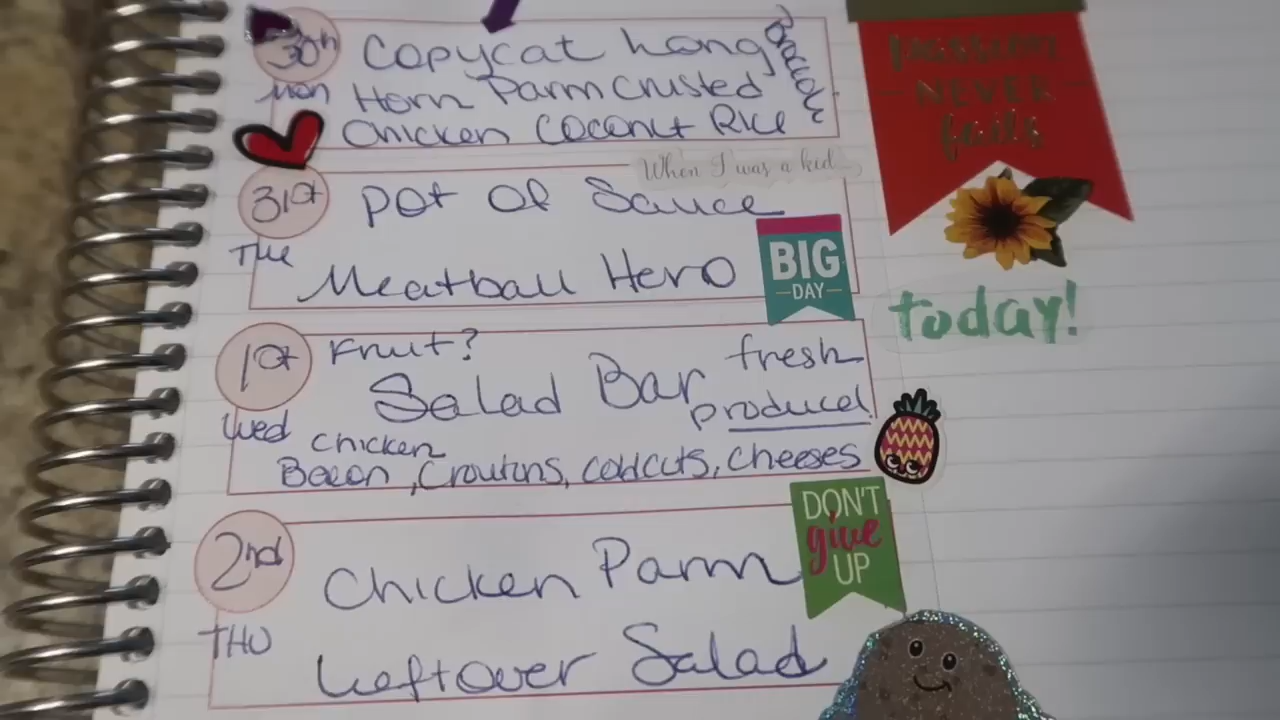 30th Copycat Long Broccoli
Mon Horn Parm Crusted
Chicken Coconut Rice
PASSION
NEVER
fails
When I was a kid
31st Pot of Sauce
Tue
Meatball Hero
BIG
DAY
today!
1st Fruit?
Salad Bar fresh
produce
Wed Chicken
Bacon, Croutons, coldcuts, cheeses
2nd
Chicken Parm
DON'T
give
UP
THU
Leftover Salad